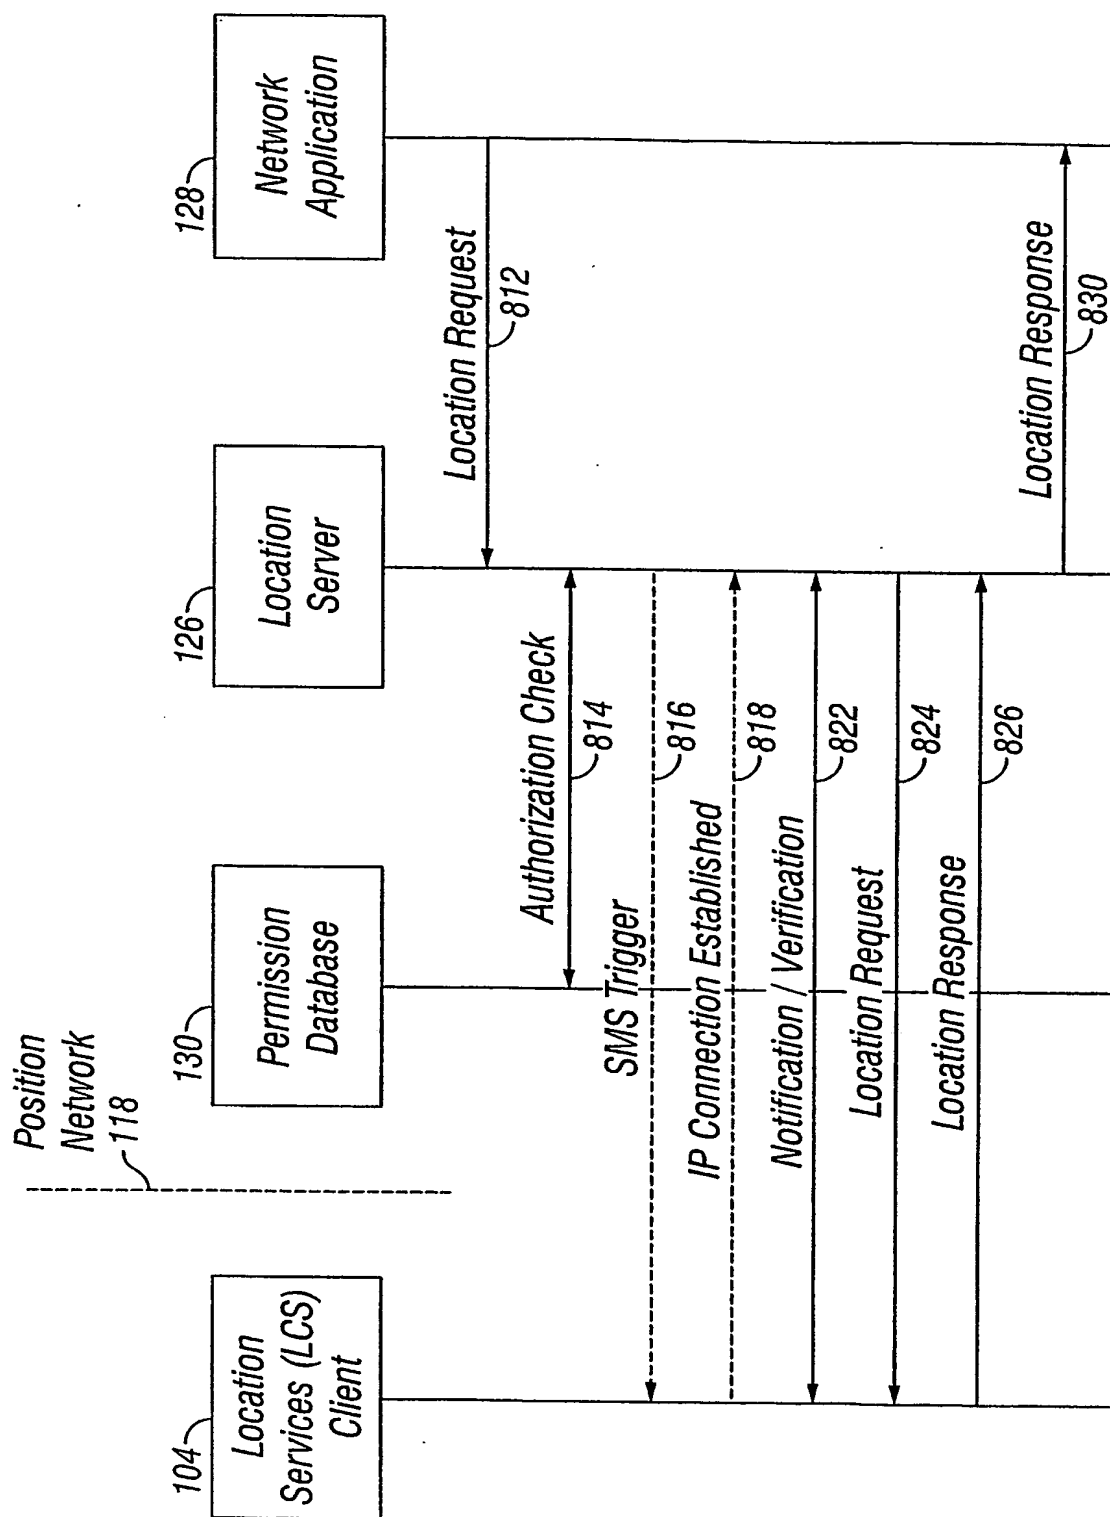 Position
Network
118
104
Location
Services (LCS)
Client
130
Permission
Database
126
Location
Server
128
Network
Application
Location Request
812
Authorization Check
814
SMS Trigger
816
IP Connection Established
818
Notification / Verification
822
Location Request
824
Location Response
826
Location Response
830